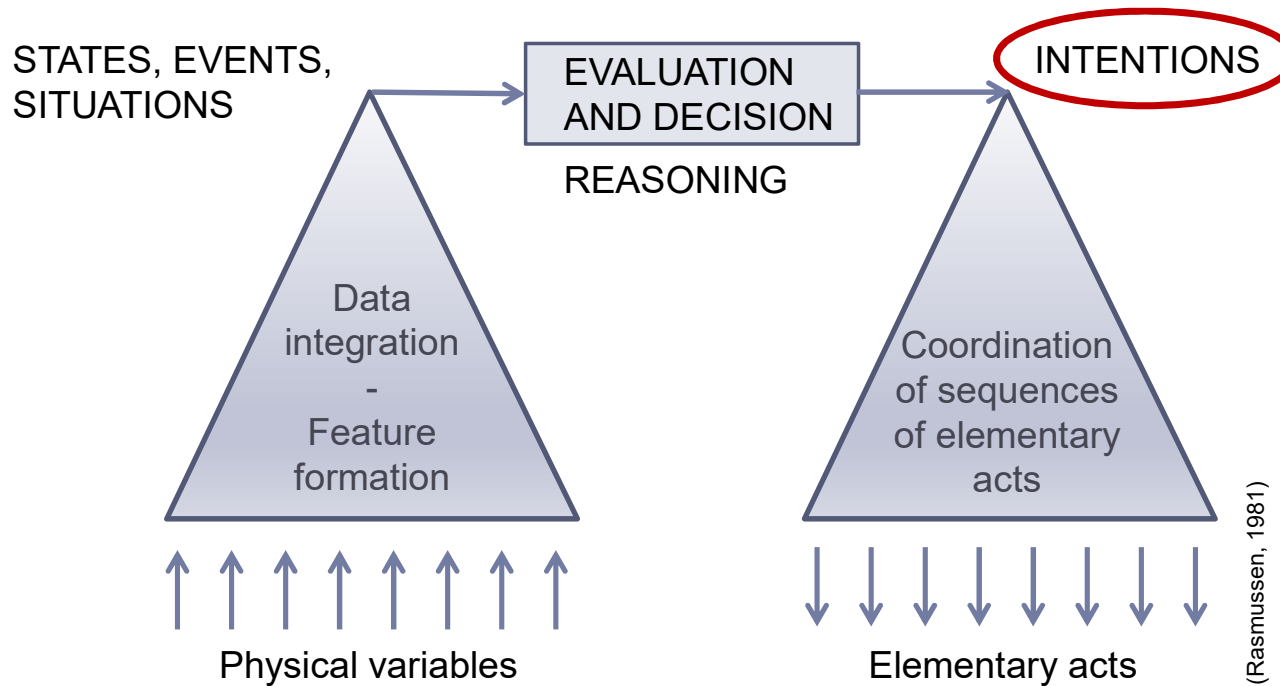 STATES, EVENTS,
SITUATIONS
EVALUATION
AND DECISION
REASONING
INTENTIONS
Data
integration
-
Feature
formation
Coordination
of sequences
of elementary
acts
Physical variables
Elementary acts
(Rasmussen, 1981)